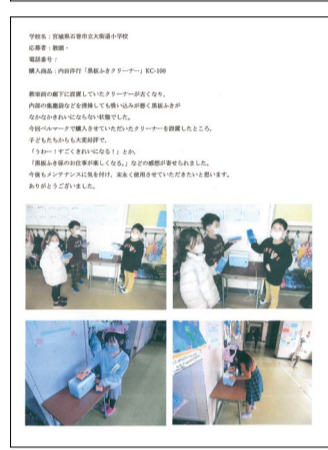 学校名：宮城県石巻市立大街道小学校
応募者：教頭・
電話番号：
購入商品：内田洋行「黒板ふきクリーナー」KC-100
教室前の廊下に設置していたクリーナーが古くなり、
内部の集塵袋などを清掃しても吸い込みが悪く黒板ふきが
なかなかきれいにならない状態でした。
今回ベルマークで購入させていただいたクリーナーを設置したところ、
子どもたちからも大変好評で、
「うわー！すごくきれいになる！」とか、
「黒板ふき係のお仕事が楽しくなる。」などの感想が寄せられました。
今後もメンテナンスに気を付け、末永く使用させていただきたいと思います。
ありがとうございました。